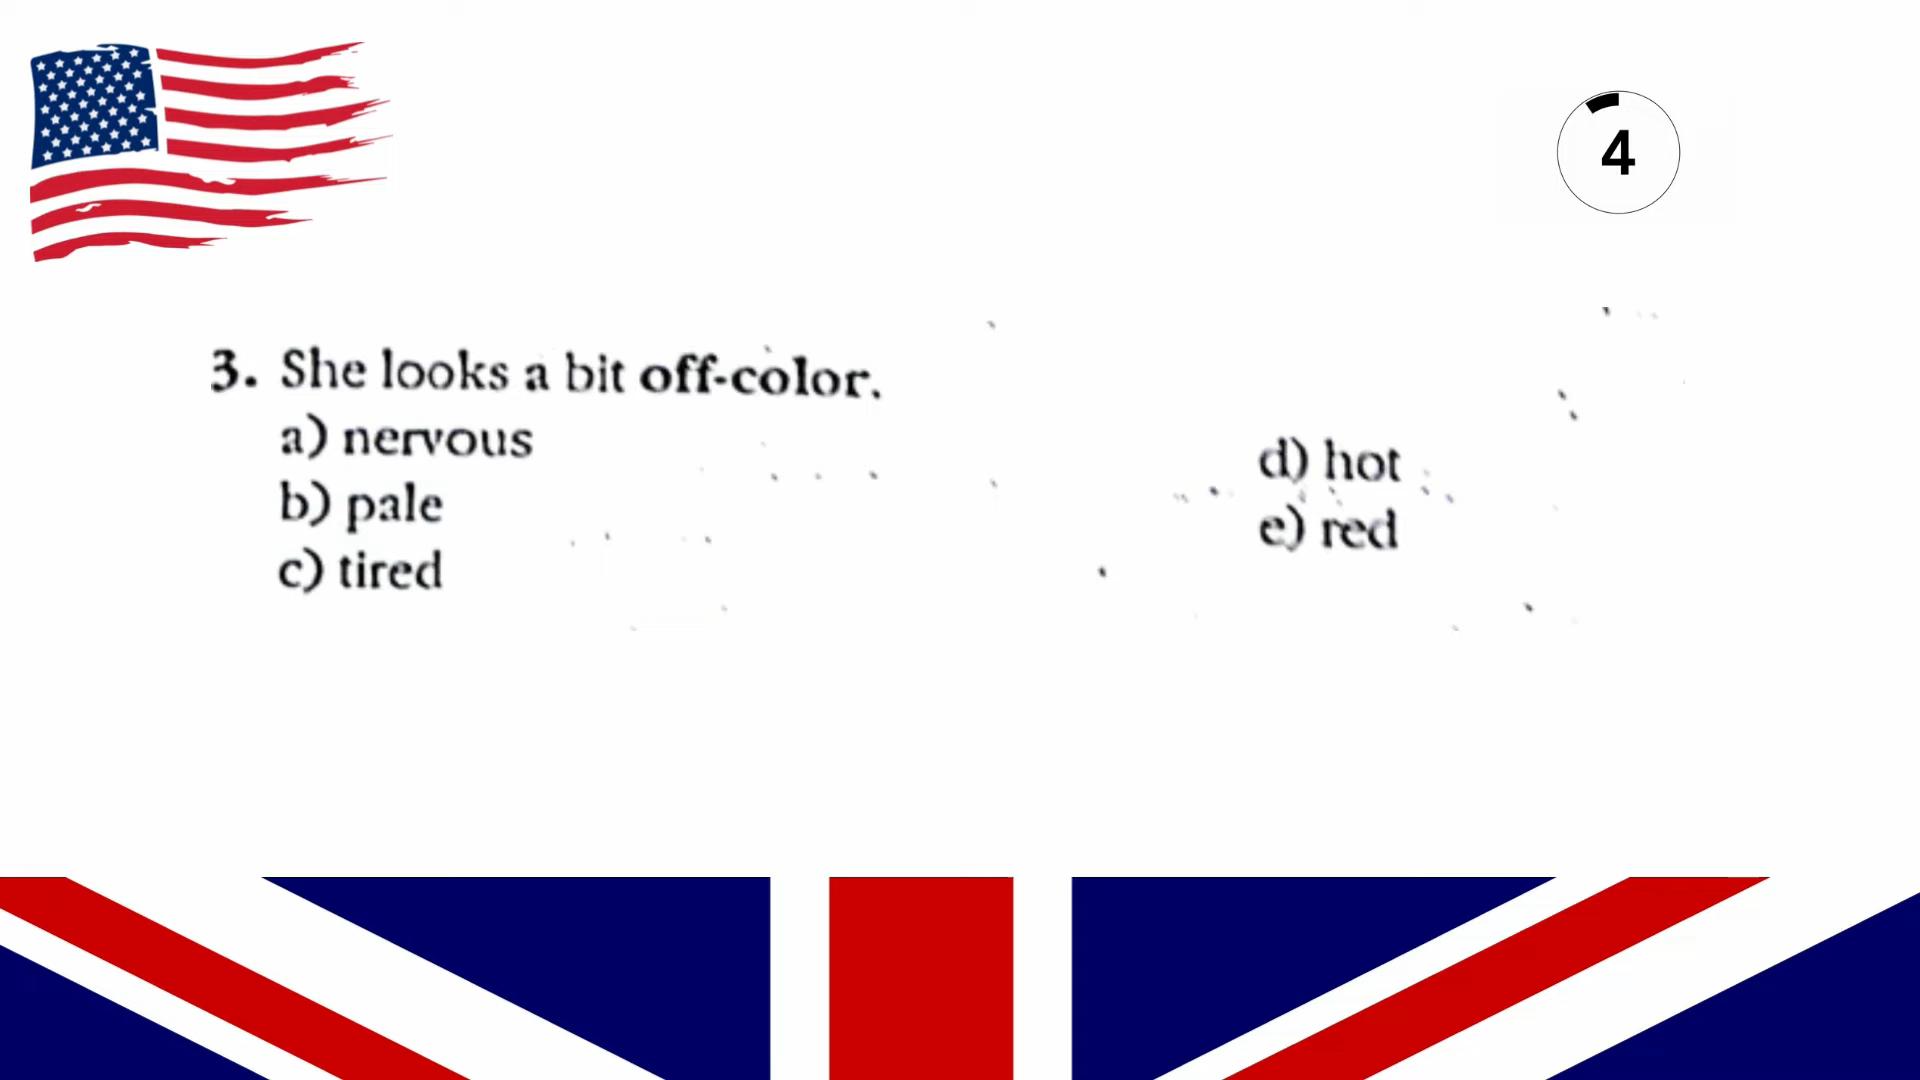 4
3. She looks a bit off-color.
a) nervous
b) pale
c) tired
d) hot
e) red